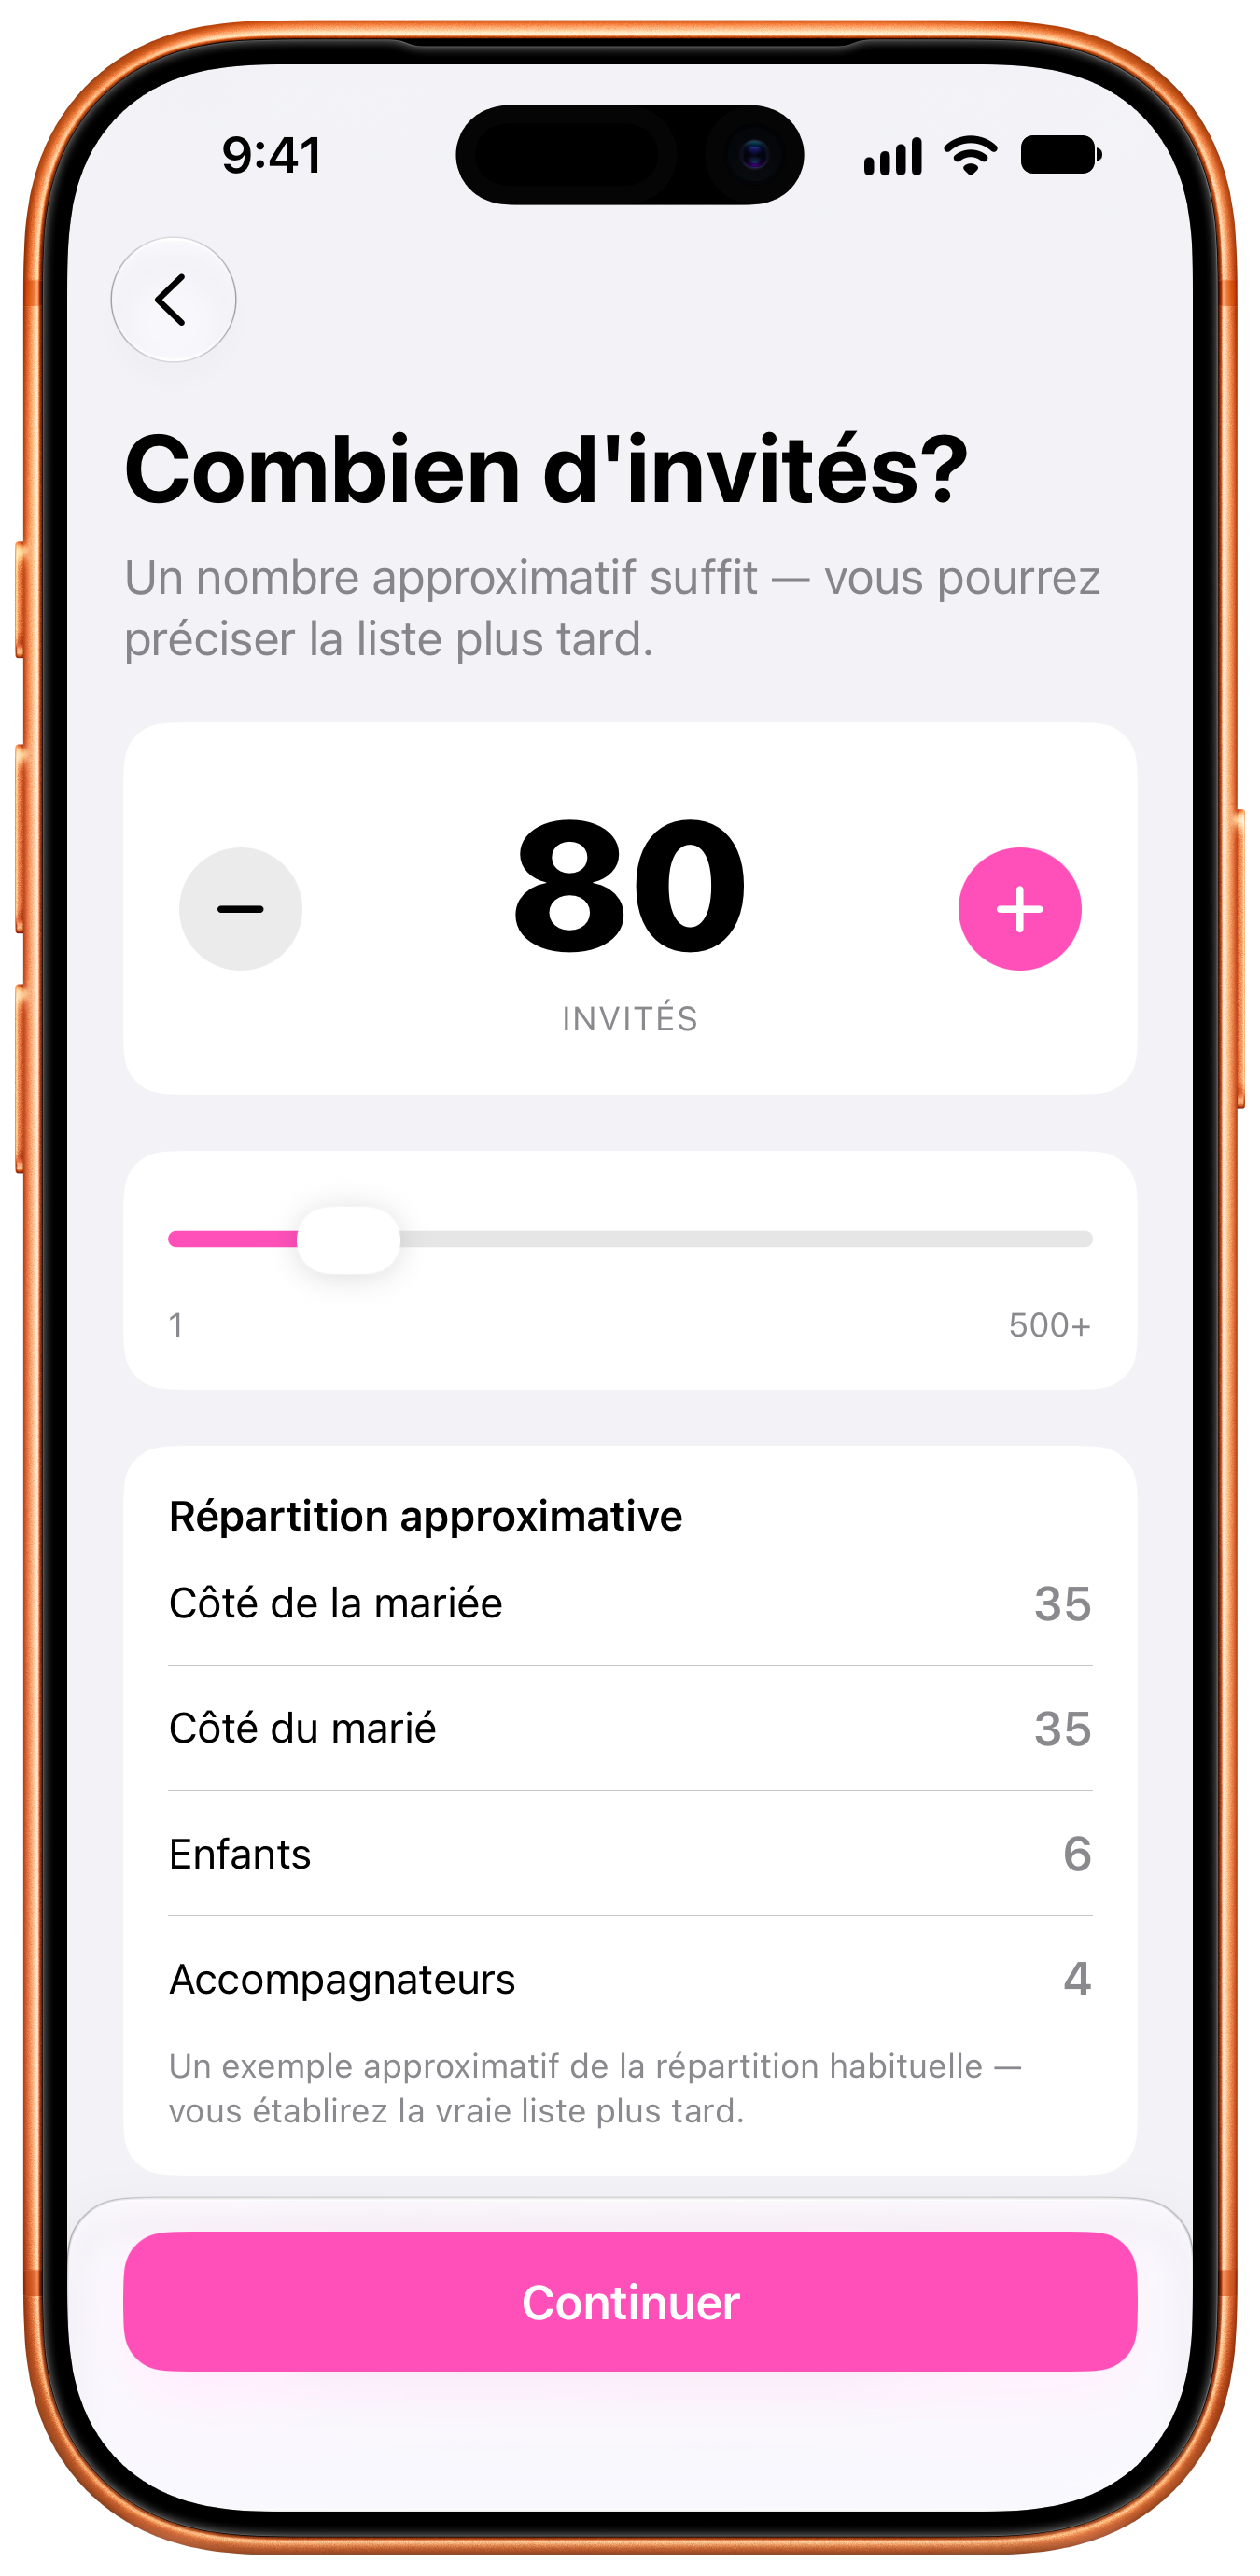 9:41
Combien d'invités?
Un nombre approximatif suffit — vous pourrez
préciser la liste plus tard.
80
INVITÉS
1
500+
Répartition approximative
Côté de la mariée 35
Côté du marié 35
Enfants 6
Accompagnateurs 4
Un exemple approximatif de la répartition habituelle —
vous établirez la vraie liste plus tard.
Continuer